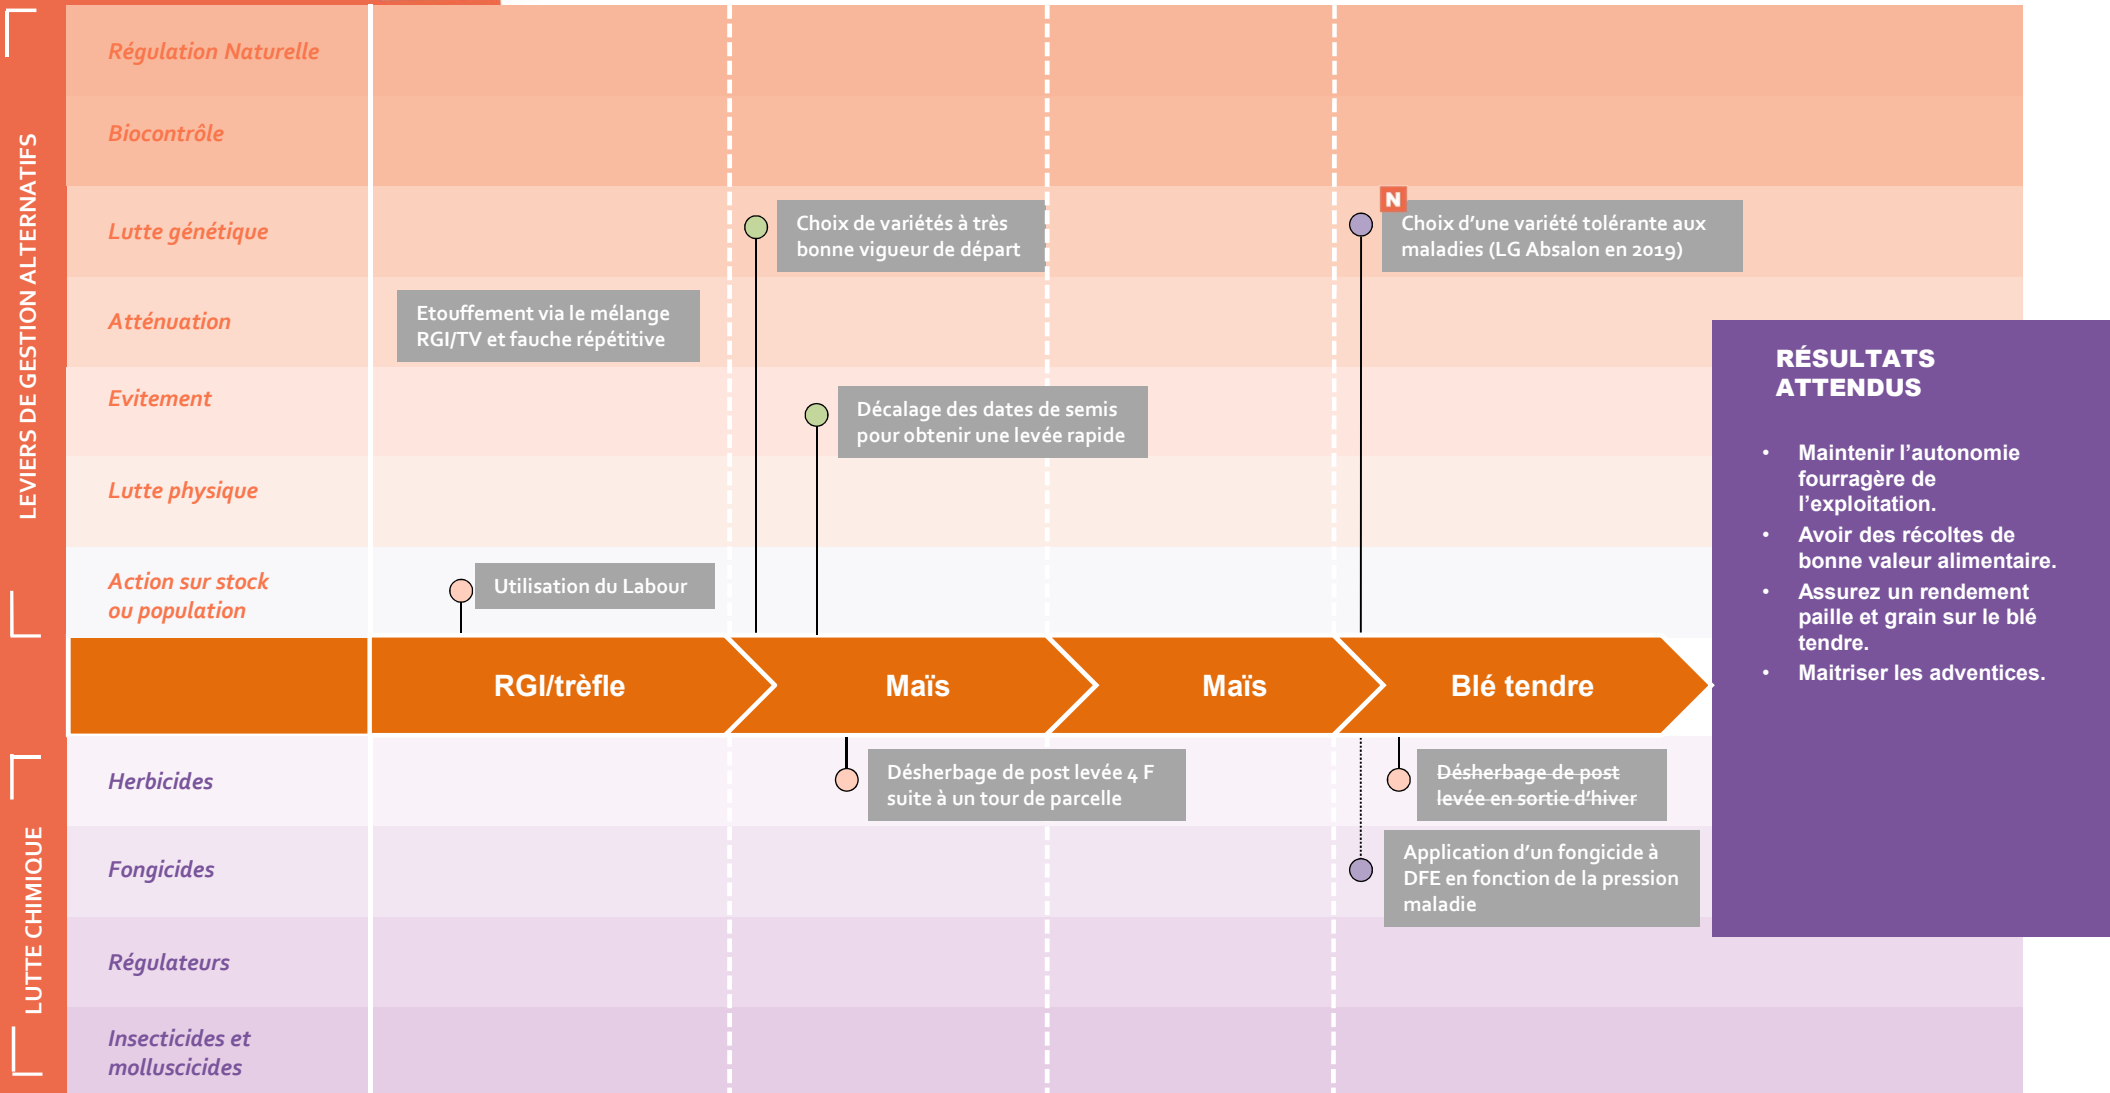 LEVIERS DE GESTION ALTERNATIFS
Régulation Naturelle
Biocontrôle
Lutte génétique
Choix de variétés à très
bonne vigueur de départ
N
Choix d'une variété tolérante aux
maladies (LG Absalon en 2019)
Atténuation
Etouffement via le mélange
RGI/TV et fauche répétitive
Evitement
Décalage des dates de semis
pour obtenir une levée rapide
Lutte physique
Action sur stock
ou population
Utilisation du Labour
RGI/trèfle
Maïs
Maïs
Blé tendre
LUTTE CHIMIQUE
Herbicides
Désherbage de post levée 4 F
suite à un tour de parcelle
Désherbage de post
levée en sortie d'hiver
Fongicides
Application d'un fongicide à
DFE en fonction de la pression
maladie
Régulateurs
Insecticides et
molluscicides
RÉSULTATS
ATTENDUS
• Maintenir l'autonomie
fourragère de
l'exploitation.
• Avoir des récoltes de
bonne valeur alimentaire.
• Assurez un rendement
paille et grain sur le blé
tendre.
• Maitriser les adventices.